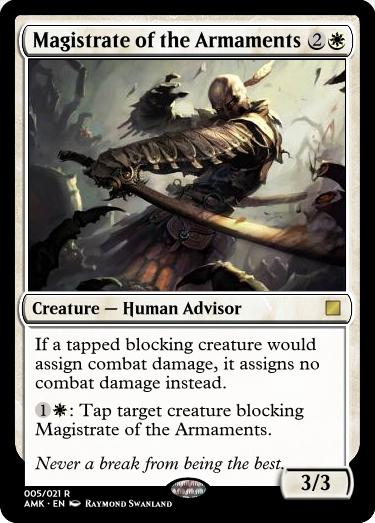 Magistrate of the Armaments 2
Creature — Human Advisor
If a tapped blocking creature would
assign combat damage, it assigns no
combat damage instead.
1 : Tap target creature blocking
Magistrate of the Armaments.
Never a break from being the best.
3/3
005/021 R
AMK • EN Raymond Swanland